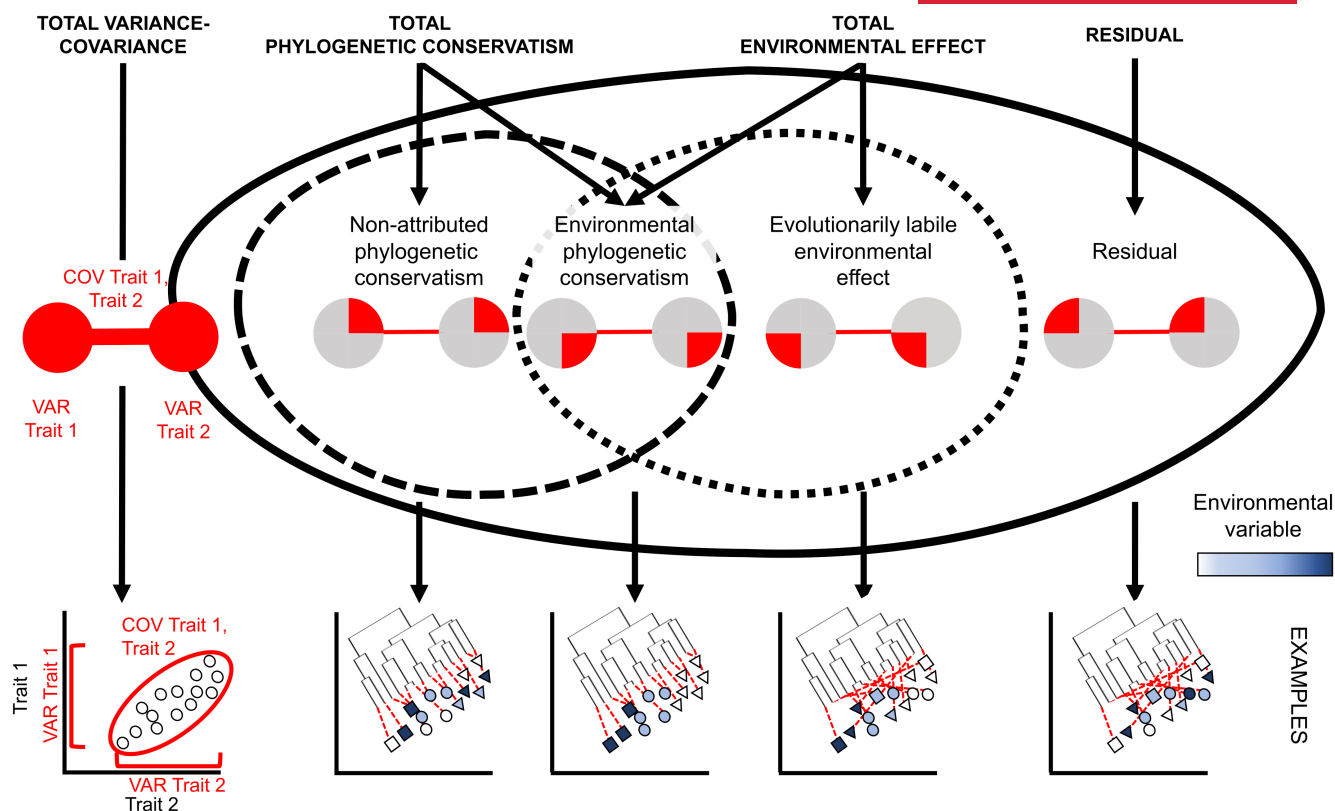 TOTAL VARIANCE-
COVARIANCE
TOTAL
PHYLOGENETIC CONSERVATISM
TOTAL
ENVIRONMENTAL EFFECT
RESIDUAL
Non-attributed
phylogenetic
conservatism
Environmental
phylogenetic
conservatism
Evolutionarily labile
environmental
effect
Residual
COV Trait 1,
Trait 2
VAR
Trait 1
VAR
Trait 2
Environmental
variable
COV Trait 1,
Trait 2
Trait 1
VAR Trait 1
VAR Trait 2
Trait 2
EXAMPLES